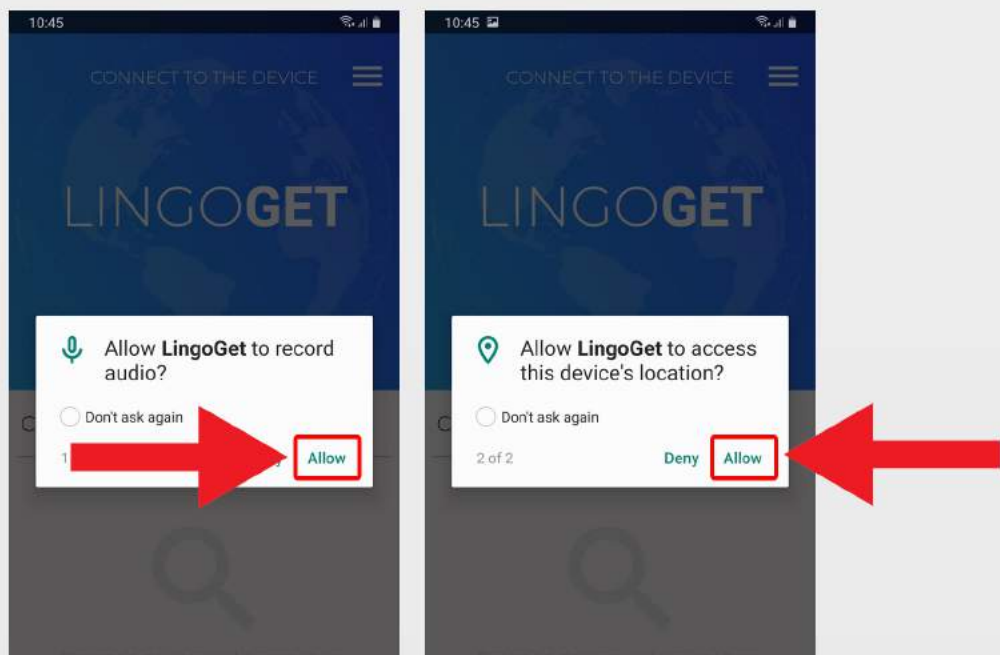 10:45
CONNECT TO THE DEVICE
LINGOGET
Allow LingoGet to record
audio?
Don't ask again
1
Allow
10:45
CONNECT TO THE DEVICE
LINGOGET
Allow LingoGet to access
this device's location?
Don't ask again
2 of 2 Deny Allow